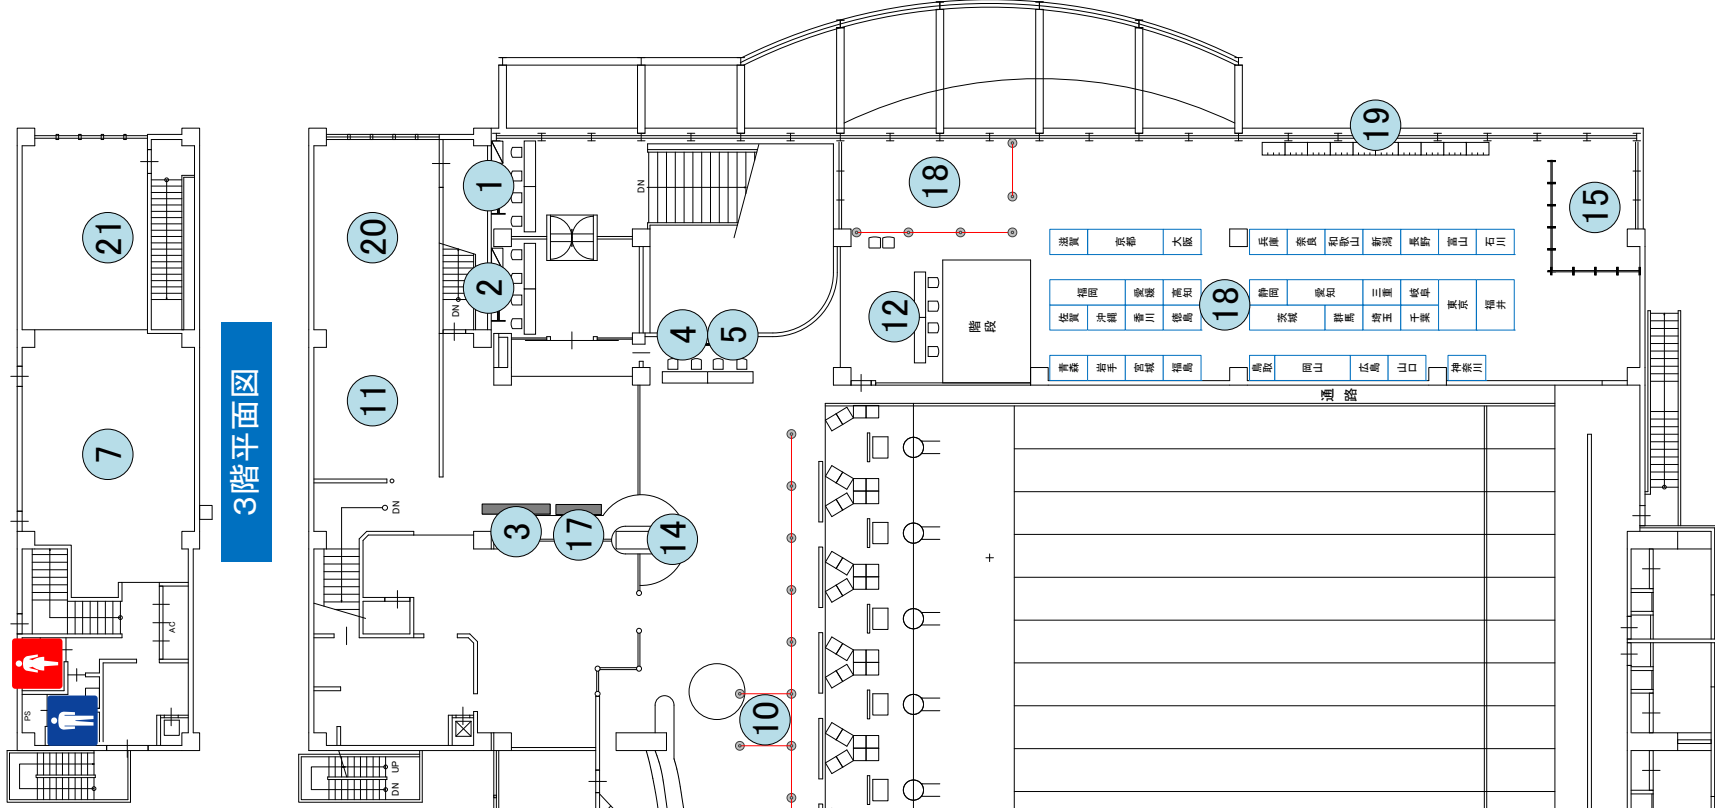 3階平面図
21
7
AC
PS
20
11
DN
DN
DN
UP
1
2
DN
4
5
3
17
14
10
18
12
階段
19
15
滋賀
京都
大阪
兵庫
奈良
和歌山
新潟
長野
富山
石川
福岡
愛媛
高知
18
静岡
愛知
三重
岐阜
東京
福井
佐賀
沖縄
香川
徳島
茨城
群馬
埼玉
千葉
青森
岩手
宮城
福島
鳥取
岡山
広島
山口
神奈川
通路